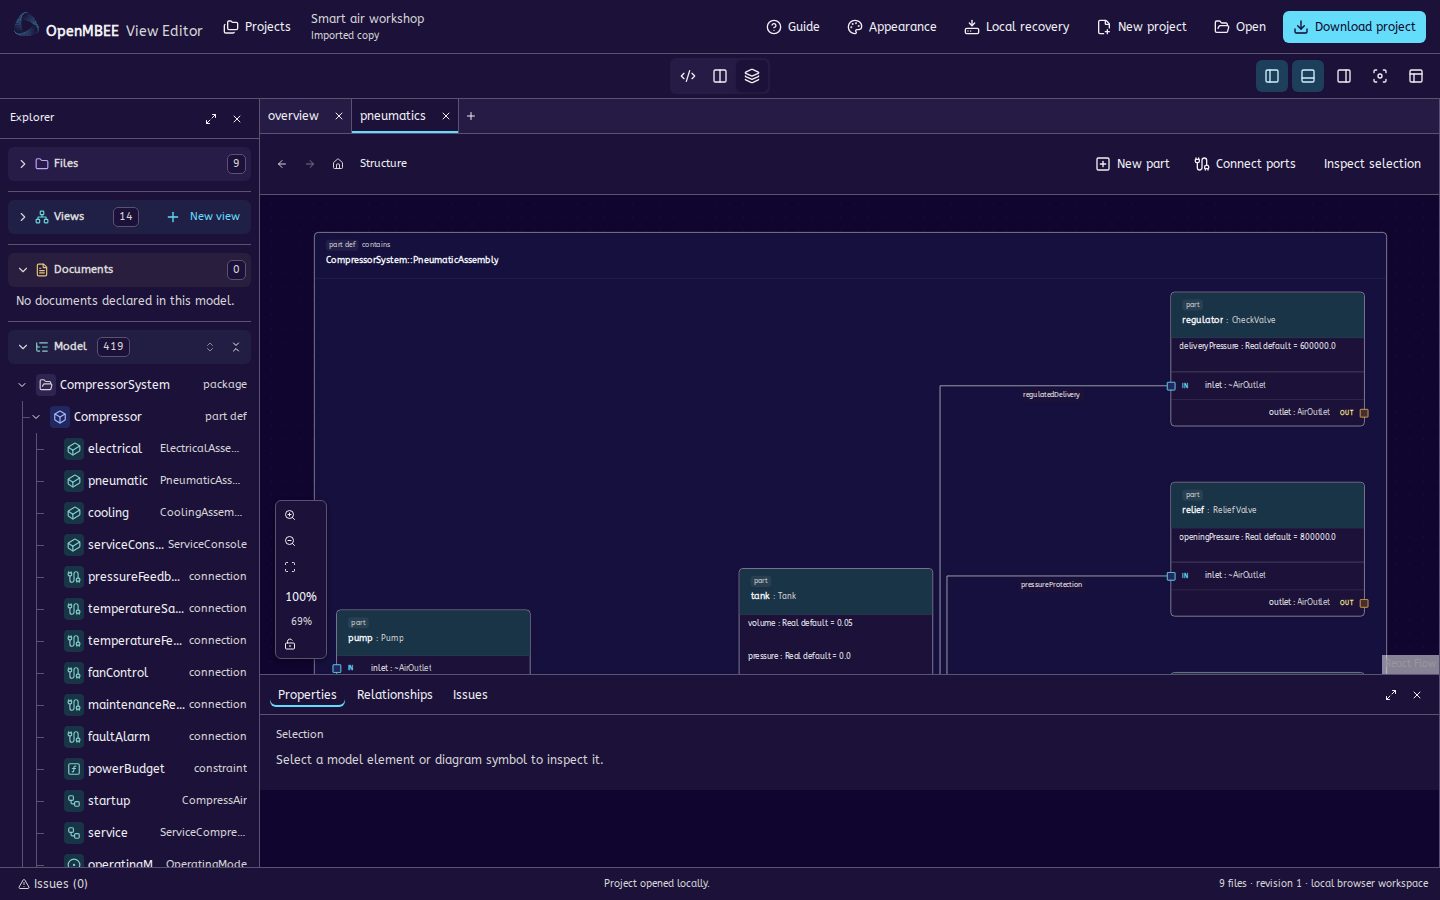 OpenMBEE View Editor
Projects
Smart air workshop
Imported copy
Guide
Appearance
Local recovery
New project
Open
Download project
Explorer
overview
pneumatics
Files
9
Structure
New part
Connect ports
Inspect selection
Views
14
New view
Documents
0
No documents declared in this model.
Model
419
CompressorSystem package
Compressor part def
electrical ElectricalAsse...
pneumatic PneumaticAss...
cooling CoolingAssem...
serviceCons... ServiceConsole
pressureFeedb... connection
temperatureSa... connection
temperatureFe... connection
fanControl connection
maintenanceRe... connection
faultAlarm connection
powerBudget constraint
startup CompressAir
service ServiceCompre...
operatingM OperatingMode
part def contains
CompressorSystem::PneumaticAssembly
part
regulator : CheckValve
deliveryPressure : Real default = 600000.0
IN inlet : ~AirOutlet
outlet : AirOutlet OUT
regulatedDelivery
part
relief : ReliefValve
openingPressure : Real default = 800000.0
IN inlet : ~AirOutlet
outlet : AirOutlet OUT
pressureProtection
part
tank : Tank
volume : Real default = 0.05
pressure : Real default = 0.0
part
pump : Pump
IN inlet : ~AirOutlet
100%
69%
React Flow
Properties
Relationships
Issues
Selection
Select a model element or diagram symbol to inspect it.
Issues (0)
Project opened locally.
9 files · revision 1 · local browser workspace